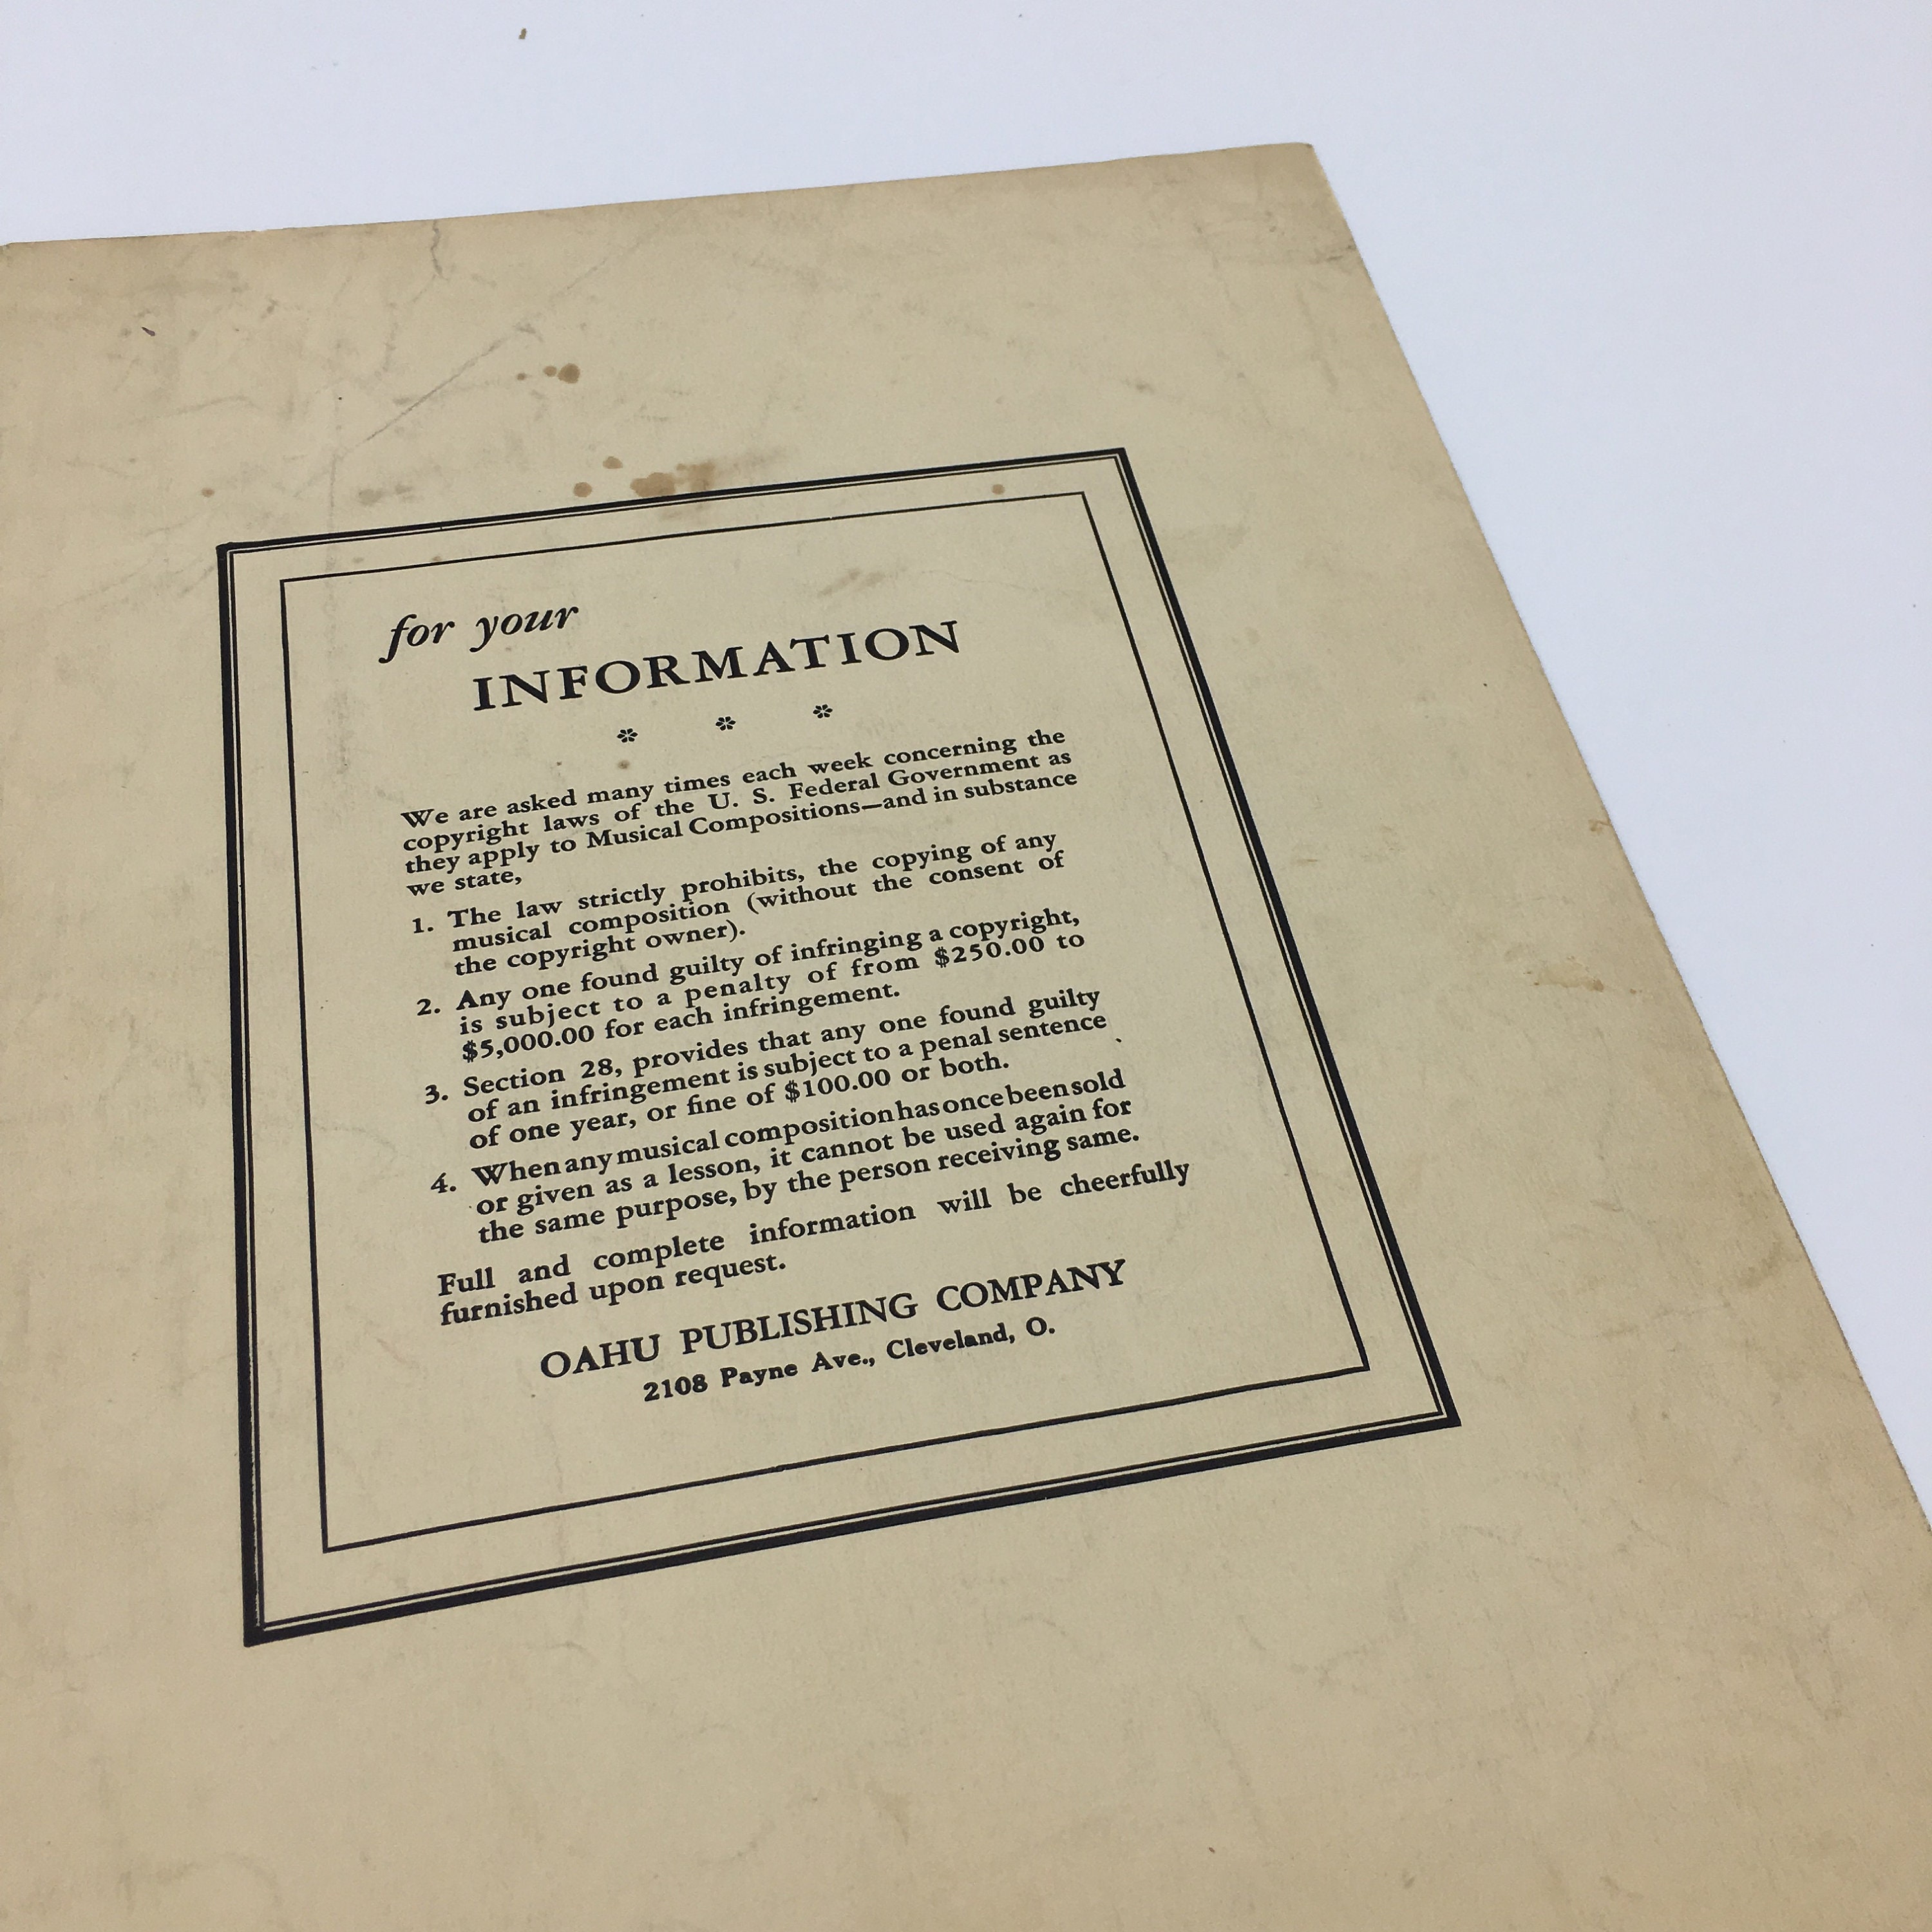 for your
INFORMATION
* * *
We are asked many times each week concerning the
copyright laws of the U. S. Federal Government as
they apply to Musical Compositions—and in substance
we state,
1. The law strictly prohibits, the copying of any
musical composition (without the consent of
the copyright owner).
2. Any one found guilty of infringing a copyright,
is subject to a penalty of from $250.00 to
$5,000.00 for each infringement.
3. Section 28, provides that any one found guilty
of an infringement is subject to a penal sentence
of one year, or fine of $100.00 or both.
4. When any musical composition has once been sold
or given as a lesson, it cannot be used again for
the same purpose, by the person receiving same.
Full and complete information will be cheerfully
furnished upon request.
OAHU PUBLISHING COMPANY
2108 Payne Ave., Cleveland, O.